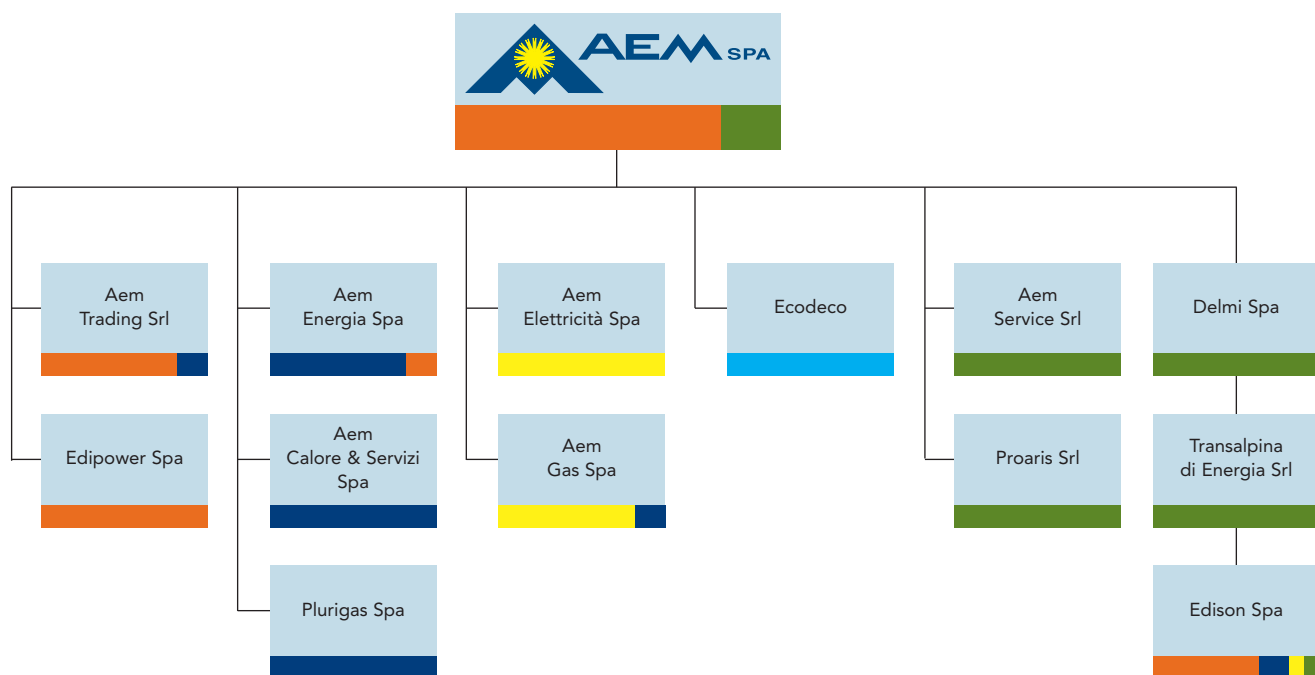 AEM SPA
Aem
Trading Srl
Aem
Energia Spa
Aem
Elettricità Spa
Ecodeco
Aem
Service Srl
Delmi Spa
Edipower Spa
Aem
Calore & Servizi
Spa
Aem
Gas Spa
Proaris Srl
Transalpina
di Energia Srl
Plurigas Spa
Edison Spa